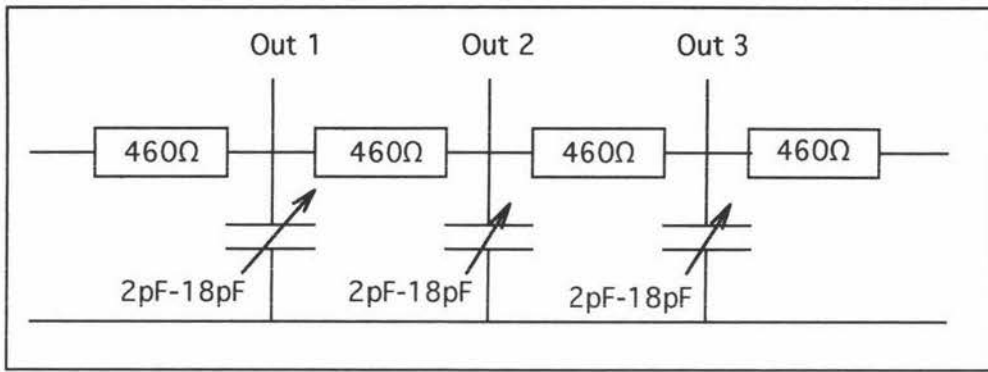 Out 1 Out 2 Out 3
460Ω 460Ω 460Ω 460Ω
2pF-18pF 2pF-18pF 2pF-18pF